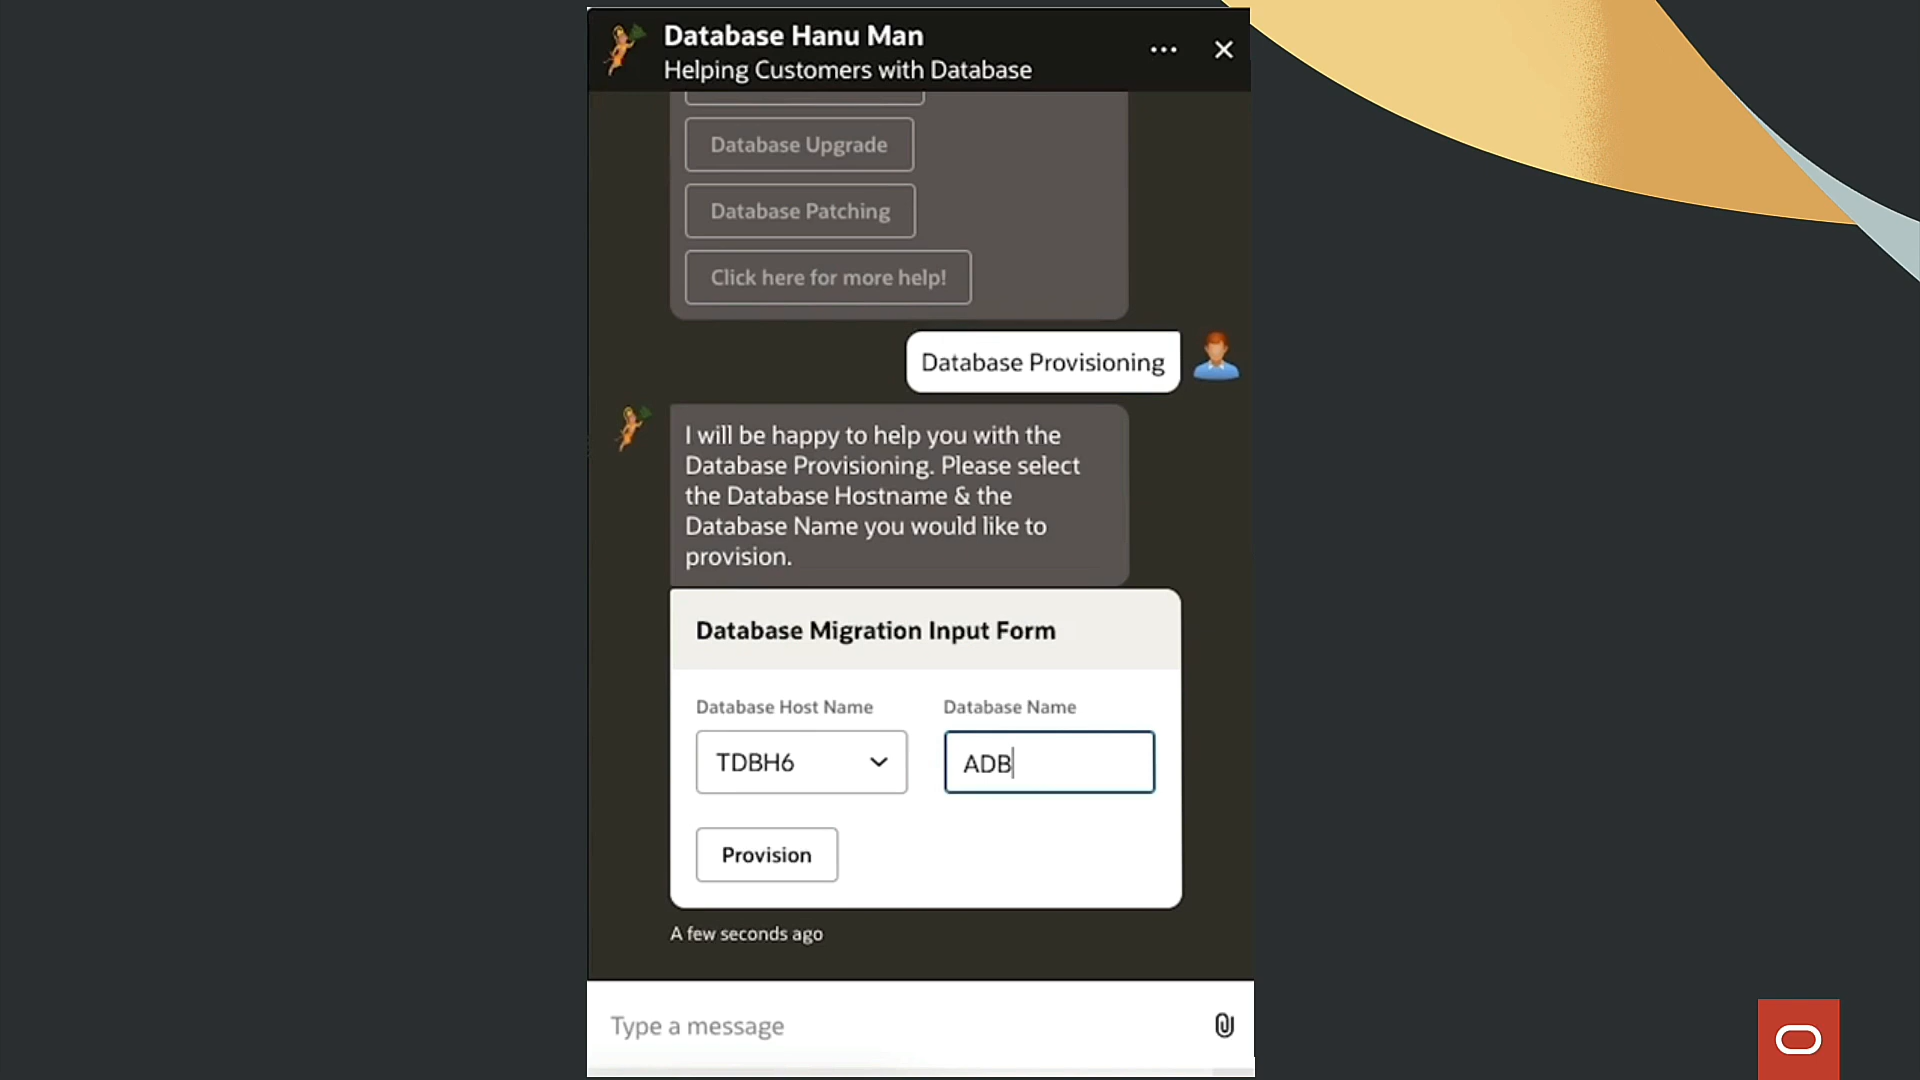 Database Hanu Man
Helping Customers with Database
Database Upgrade
Database Patching
Click here for more help!
Database Provisioning
I will be happy to help you with the
Database Provisioning. Please select
the Database Hostname & the
Database Name you would like to
provision.
Database Migration Input Form
Database Host Name
Database Name
TDBH6
ADB
Provision
A few seconds ago
Type a message